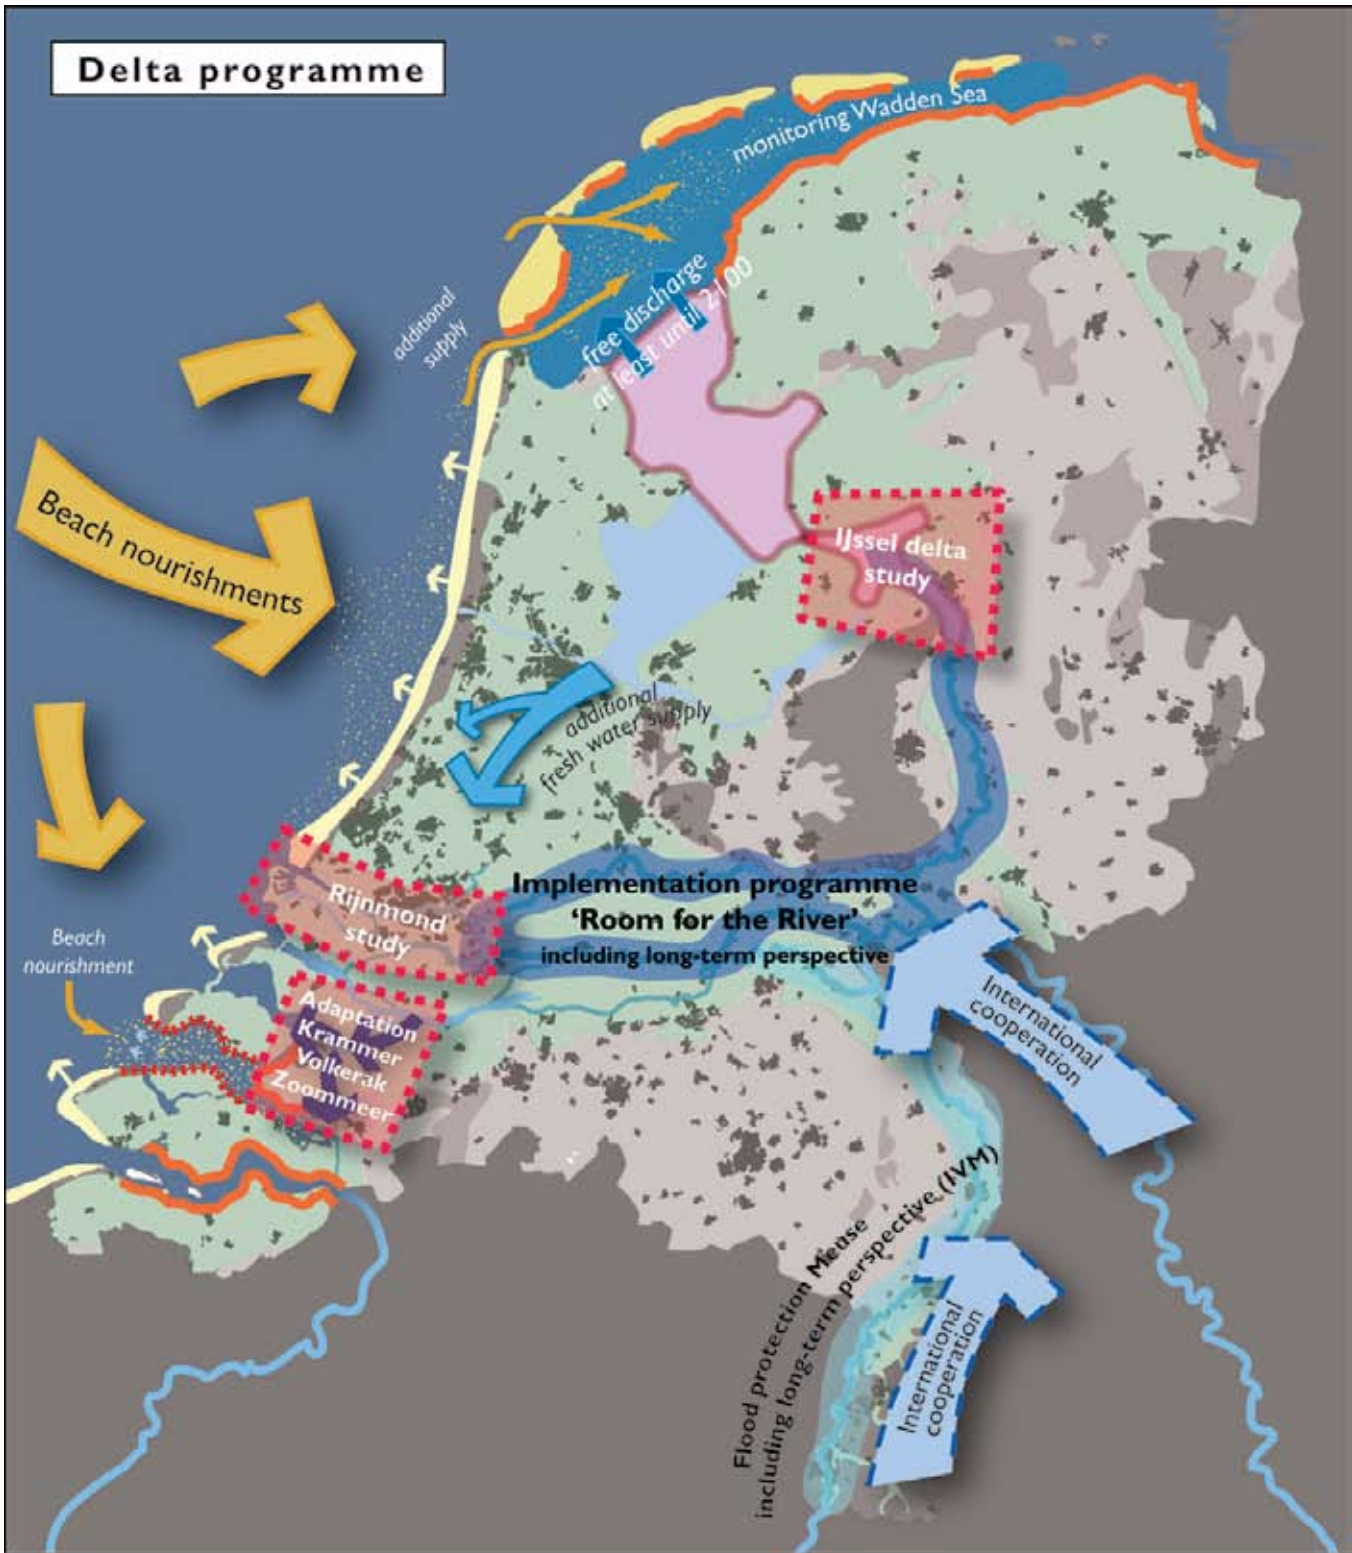 Delta programme
monitoring Wadden Sea
additional
supply
free discharge
at least until 2100
Beach nourishments
IJssel delta
study
additional
fresh water supply
Rijnmond
study
Implementation programme
‘Room for the River’
including long-term perspective
Beach
nourishment
Adaptation
Krammer
Volkerak
Zoommeer
International
cooperation
Flood protection Meuse
including long-term perspective (IVM)
International
cooperation